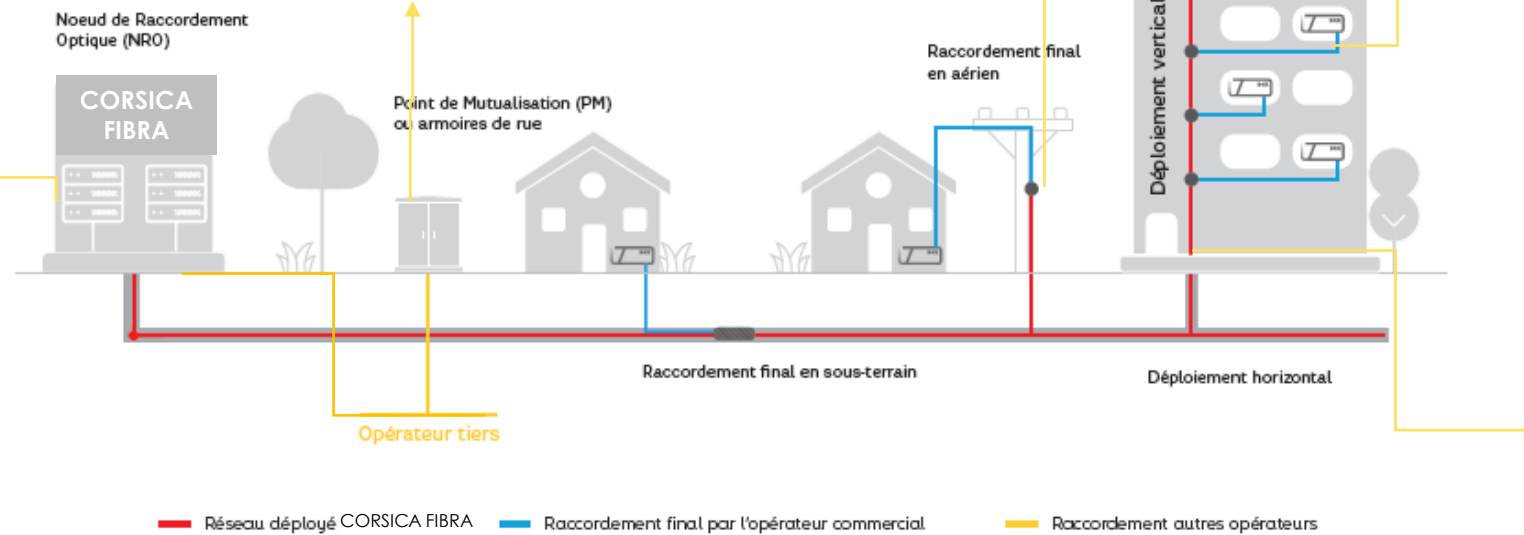 Noeud de Raccordement
Optique (NRO)
CORSICA
FIBRA
Point de Mutualisation (PM)
ou armoires de rue
Raccordement final
en aérien
Déploiement vertical
Raccordement final en sous-terrain
Déploiement horizontal
Opérateur tiers
Réseau déployé CORSICA FIBRA
Raccordement final par l'opérateur commercial
Raccordement autres opérateurs